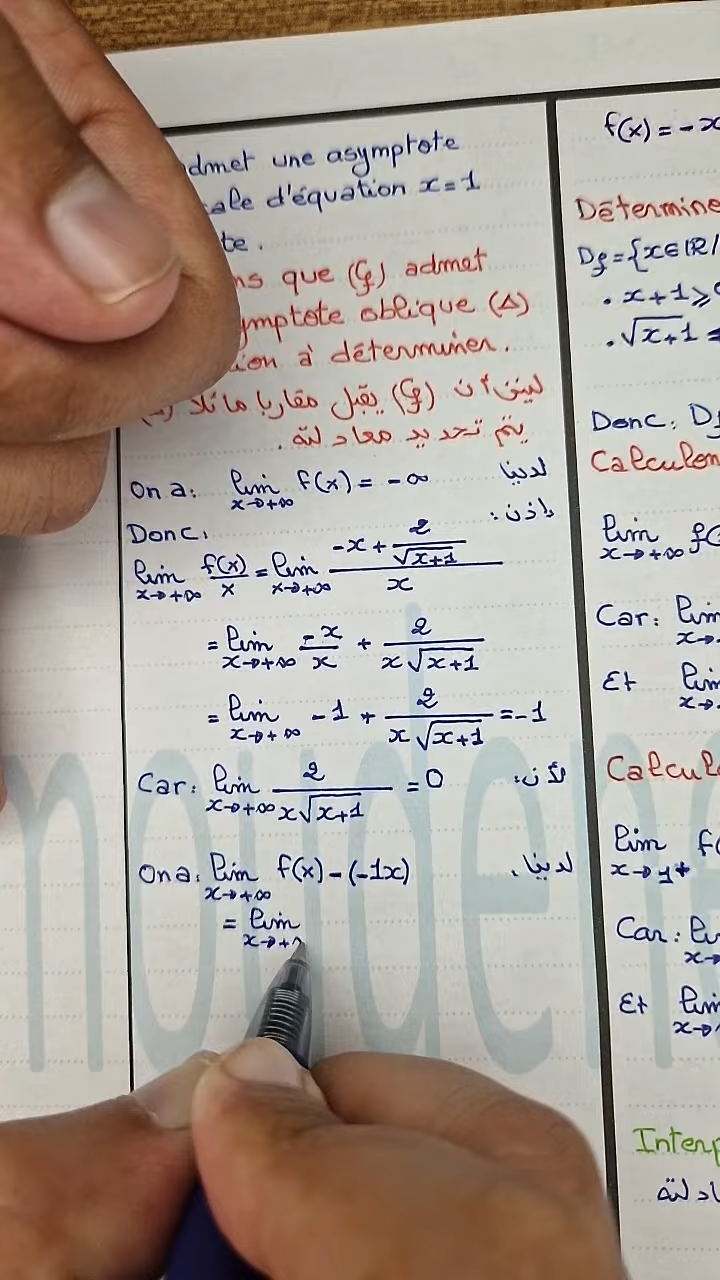 admet une asymptote
d'équation x=1
que (Cf) admet
asymptote oblique (Δ)
à déterminer.
ليتبين أن (Cf) يقبل مقاربا مائلا (Δ)
يتم تحديد معادلته.
On a: lim x→+∞ f(x) = -∞ لدينا
Donc: إذن:
lim x→+∞ f(x)/x = lim x→+∞ (-x + 2/√(x+1))/x
= lim x→+∞ -x/x + 2/(x√(x+1))
= lim x→+∞ -1 + 2/(x√(x+1)) = -1
Car: lim x→+∞ 2/(x√(x+1)) = 0 لأن:
On a: lim x→+∞ f(x) - (-1x) لدينا:
= lim x→+
f(x) = -x
Détermine
Df = {x∈ℝ/
. x+1 ≥
. √(x+1)
Donc: D
Calculon
lim x→+∞ f(
Car: lim x→
Et lim x→
Calcul
lim x→1+ f(
Car: li x→
Et lim x→
Interp
moudene